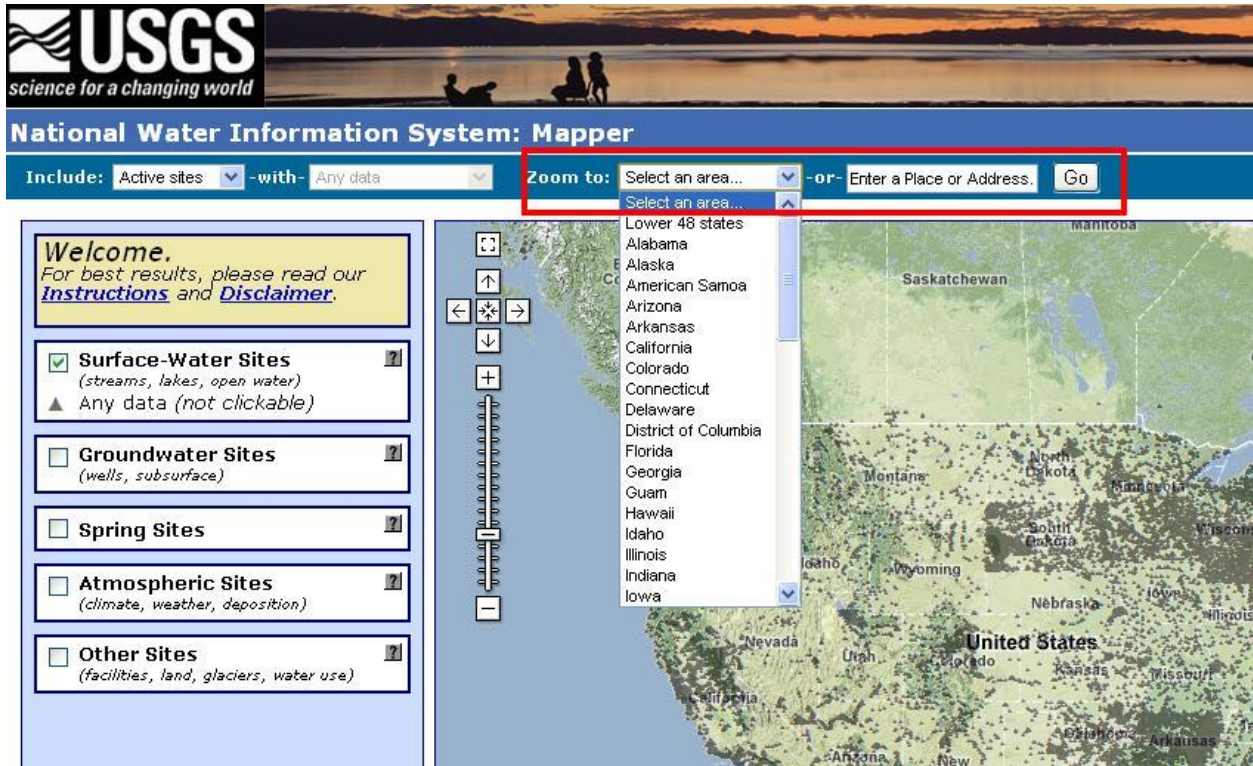 USGS
science for a changing world
National Water Information System: Mapper
Include: Active sites -with- Any data Zoom to: Select an area... -or- Enter a Place or Address. Go
Select an area...
Lower 48 states
Alabama
Alaska
American Samoa
Arizona
Arkansas
California
Colorado
Connecticut
Delaware
District of Columbia
Florida
Georgia
Guam
Hawaii
Idaho
Illinois
Indiana
Iowa
Welcome.
For best results, please read our
Instructions and Disclaimer.
Surface-Water Sites ?
(streams, lakes, open water)
Any data (not clickable)
Groundwater Sites ?
(wells, subsurface)
Spring Sites ?
Atmospheric Sites ?
(climate, weather, deposition)
Other Sites ?
(facilities, land, glaciers, water use)
Manitoba
Saskatchewan
Montana
North
Dakota
Minnesota
South
Dakota
Wyoming
Nebraska
Iowa
Nevada
Utah
Colorado
United States
Kansas
Missouri
California
Oklahoma
Arkansas
Arizona
New